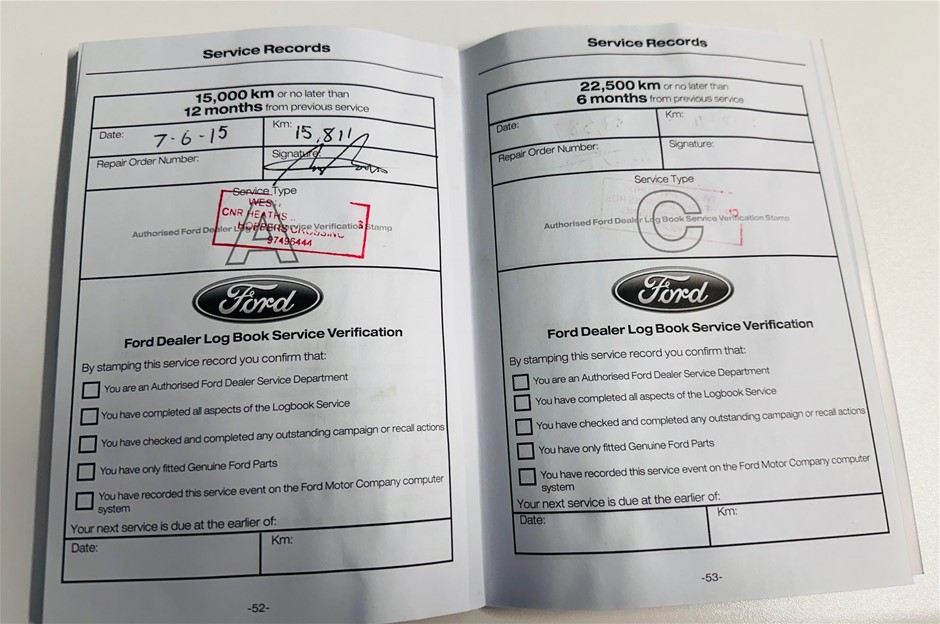 Service Records
15,000 km or no later than
12 months from previous service
Date: 7-6-15
Km: 15,811
Repair Order Number:
Signature:
Service Type
A
Authorised Ford Dealer Log Book Service Verification Stamp
WES
CNR HEATHS
HOPPERS CROSSING
97496444
Ford
Ford Dealer Log Book Service Verification
By stamping this service record you confirm that:
You are an Authorised Ford Dealer Service Department
You have completed all aspects of the Logbook Service
You have checked and completed any outstanding campaign or recall actions
You have only fitted Genuine Ford Parts
You have recorded this service event on the Ford Motor Company computer
system
Your next service is due at the earlier of:
Date:
Km:
-52-
Service Records
22,500 km or no later than
6 months from previous service
Date:
Km:
Repair Order Number:
Signature:
Service Type
C
Authorised Ford Dealer Log Book Service Verification Stamp
Ford
Ford Dealer Log Book Service Verification
By stamping this service record you confirm that:
You are an Authorised Ford Dealer Service Department
You have completed all aspects of the Logbook Service
You have checked and completed any outstanding campaign or recall actions
You have only fitted Genuine Ford Parts
You have recorded this service event on the Ford Motor Company computer
system
Your next service is due at the earlier of:
Date:
Km:
-53-